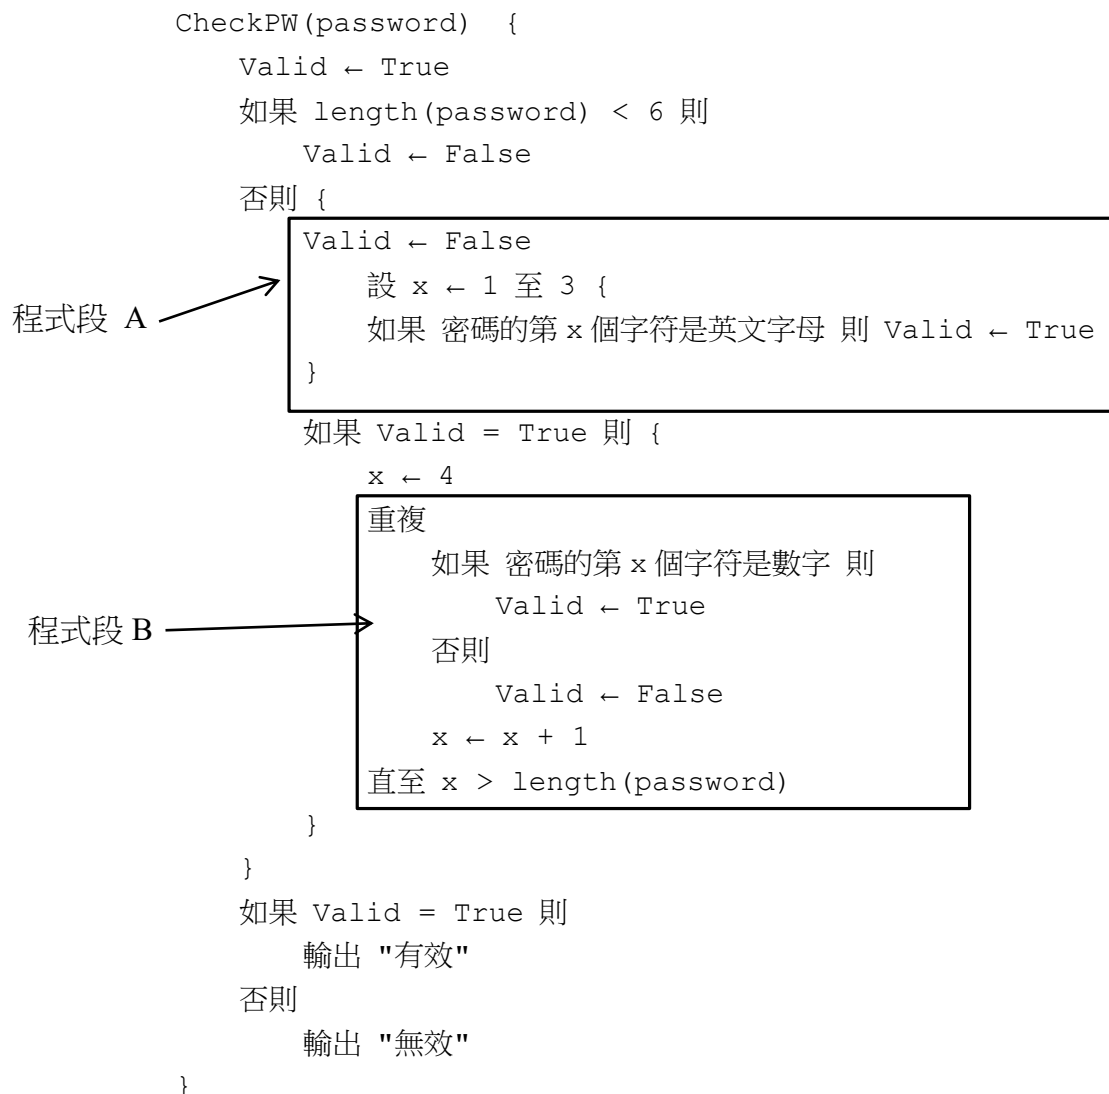 CheckPW(password) {
Valid ← True
如果 length(password) < 6 則
Valid ← False
否則 {
Valid ← False
設 x ← 1 至 3 {
程式段 A
如果 密碼的第 x 個字符是英文字母 則 Valid ← True
}
如果 Valid = True 則 {
x ← 4
重複
如果 密碼的第 x 個字符是數字 則
Valid ← True
程式段 B
否則
Valid ← False
x ← x + 1
直至 x > length(password)
}
}
如果 Valid = True 則
輸出 "有效"
否則
輸出 "無效"
}